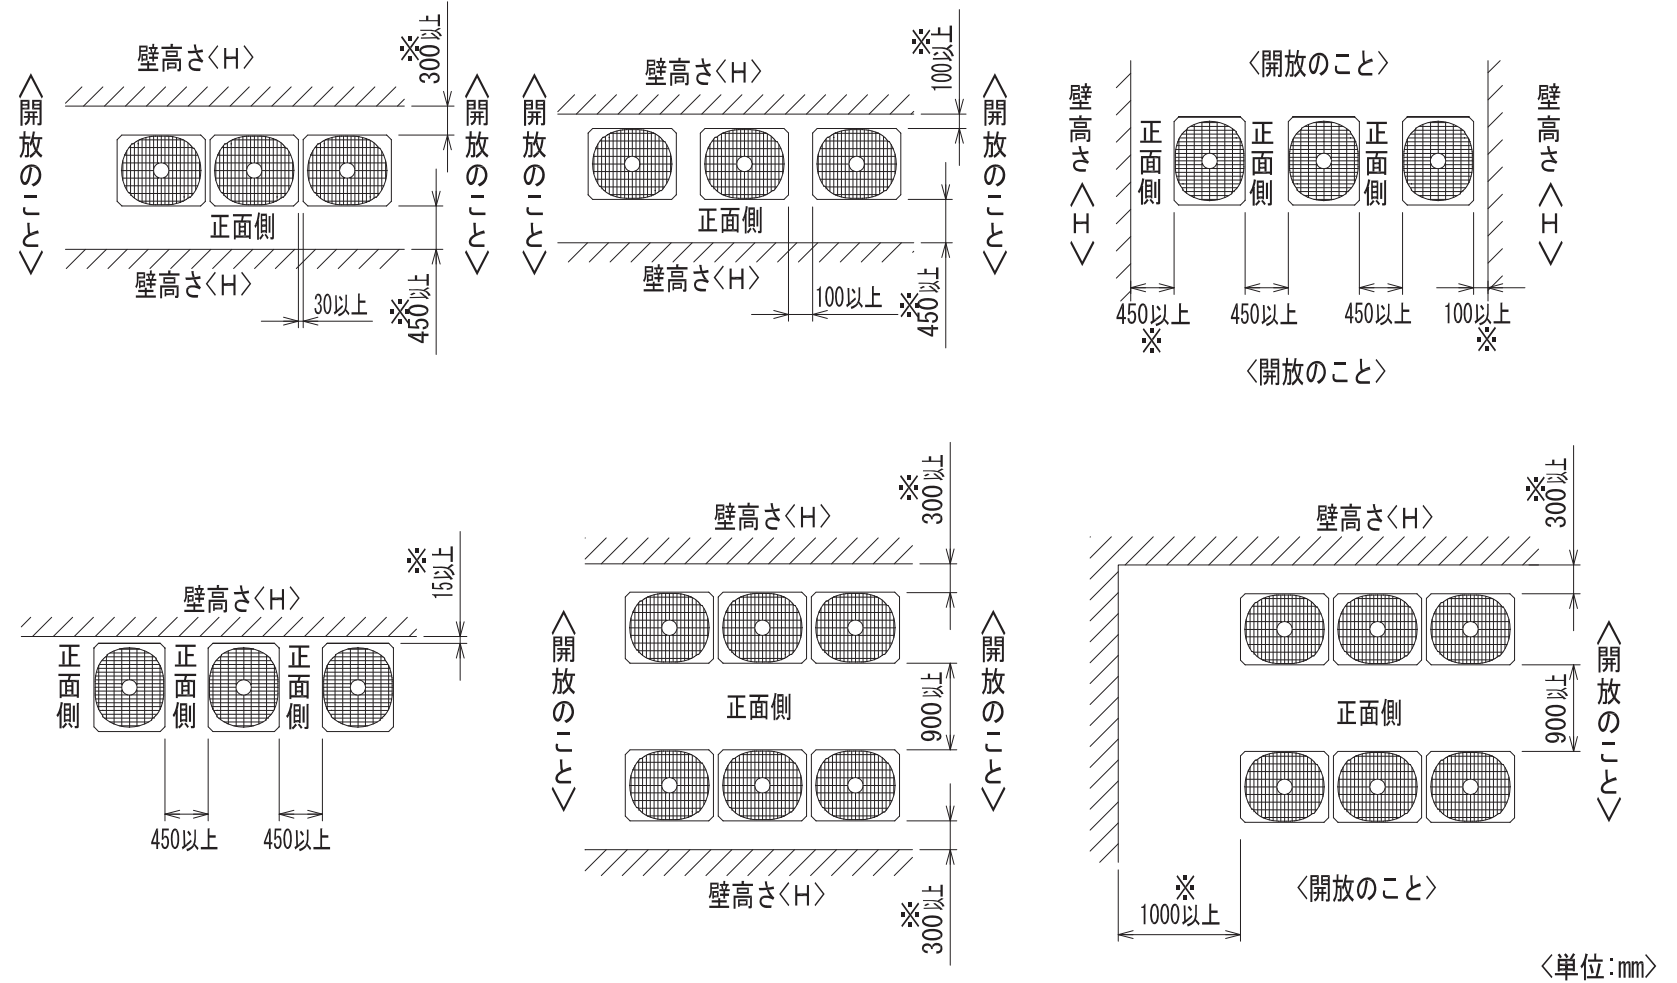 壁高さ〈H〉
※
300以上
〈開放のこと〉
〈開放のこと〉
正面側
壁高さ〈H〉
30以上
※
450以上
壁高さ〈H〉
※
100以上
〈開放のこと〉
〈開放のこと〉
正面側
壁高さ〈H〉
100以上
※
450以上
〈開放のこと〉
壁高さ〈H〉
正面側
正面側
正面側
壁高さ〈H〉
450以上
450以上
450以上
100以上
※
※
〈開放のこと〉
壁高さ〈H〉
※
15以上
正面側
正面側
正面側
450以上
450以上
壁高さ〈H〉
※
300以上
〈開放のこと〉
〈開放のこと〉
正面側
900以上
壁高さ〈H〉
※
300以上
壁高さ〈H〉
※
300以上
正面側
900以上
〈開放のこと〉
※
1000以上
〈開放のこと〉
〈単位:mm〉